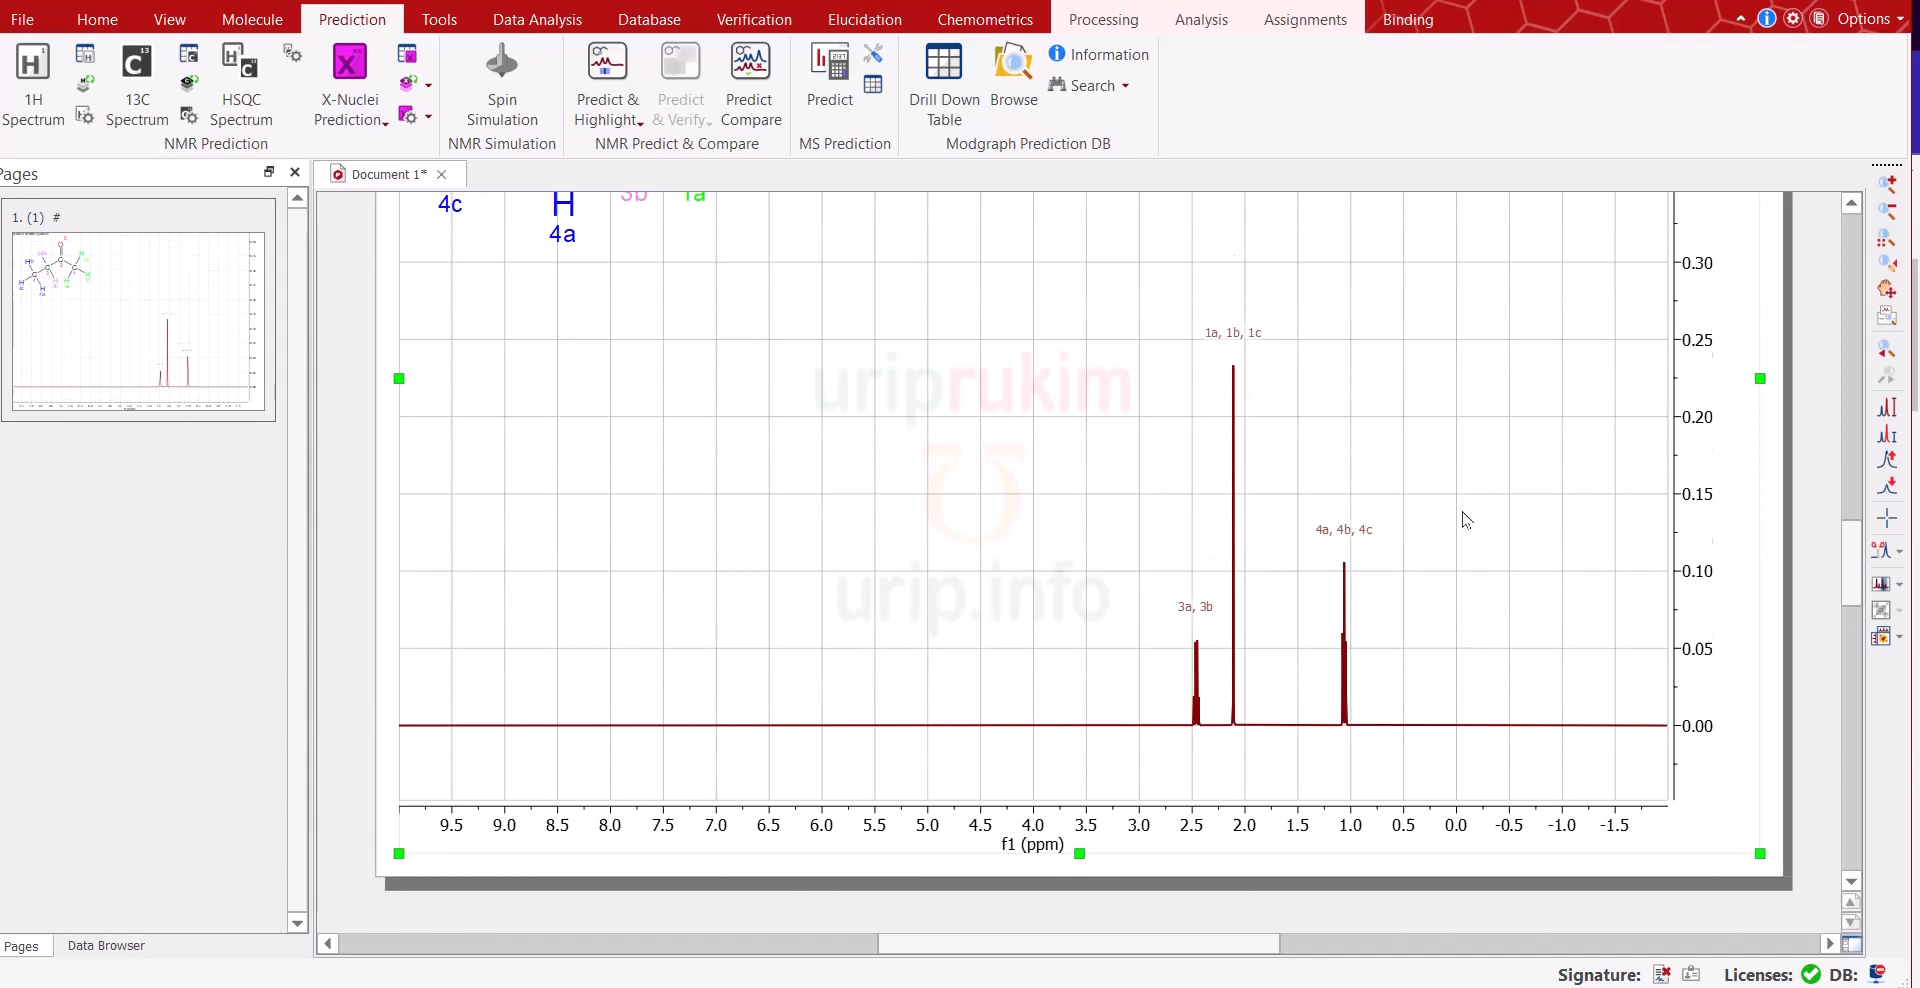 File Home View Molecule Prediction Tools Data Analysis Database Verification Elucidation Chemometrics Processing Analysis Assignments Binding Options
1H Spectrum
13C Spectrum
HSQC Spectrum
X-Nuclei Prediction
NMR Prediction
Spin Simulation
NMR Simulation
Predict & Highlight
Predict & Verify
Predict Compare
NMR Predict & Compare
Predict
MS Prediction
Drill Down Table
Browse
Information
Search
Modgraph Prediction DB
Pages
Document 1*
1. (1) #
4c
H
4a
3b
1a
1a, 1b, 1c
4a, 4b, 4c
3a, 3b
uriprukim
urip.info
0.30
0.25
0.20
0.15
0.10
0.05
0.00
9.5 9.0 8.5 8.0 7.5 7.0 6.5 6.0 5.5 5.0 4.5 4.0 3.5 3.0 2.5 2.0 1.5 1.0 0.5 0.0 -0.5 -1.0 -1.5
f1 (ppm)
Pages Data Browser
Signature: Licenses: DB: